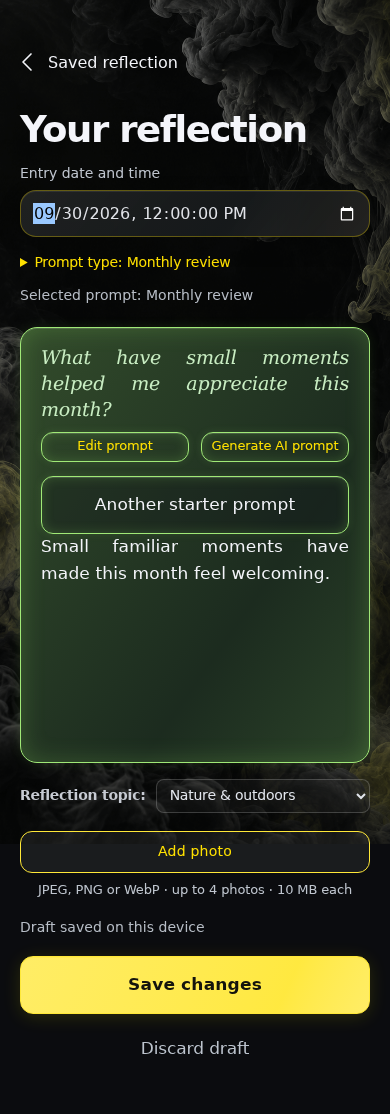 Saved reflection
Your reflection
Entry date and time
09/30/2026, 12:00:00 PM
Prompt type: Monthly review
Selected prompt: Monthly review
What have small moments
helped me appreciate this
month?
Edit prompt
Generate AI prompt
Another starter prompt
Small familiar moments have
made this month feel welcoming.
Reflection topic: Nature & outdoors
Add photo
JPEG, PNG or WebP · up to 4 photos · 10 MB each
Draft saved on this device
Save changes
Discard draft